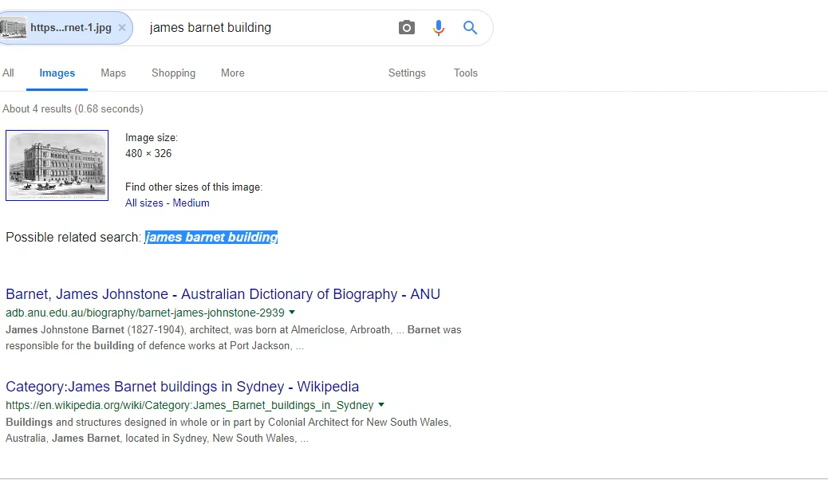 https...rnet-1.jpg × james barnet building
All Images Maps Shopping More Settings Tools
About 4 results (0.68 seconds)
Image size:
480 × 326
Find other sizes of this image:
All sizes - Medium
Possible related search: james barnet building
Barnet, James Johnstone - Australian Dictionary of Biography - ANU
adb.anu.edu.au/biography/barnet-james-johnstone-2939
James Johnstone Barnet (1827-1904), architect, was born at Almericlose, Arbroath, ... Barnet was
responsible for the building of defence works at Port Jackson, ...
Category:James Barnet buildings in Sydney - Wikipedia
https://en.wikipedia.org/wiki/Category:James_Barnet_buildings_in_Sydney
Buildings and structures designed in whole or in part by Colonial Architect for New South Wales,
Australia, James Barnet, located in Sydney, New South Wales, ...